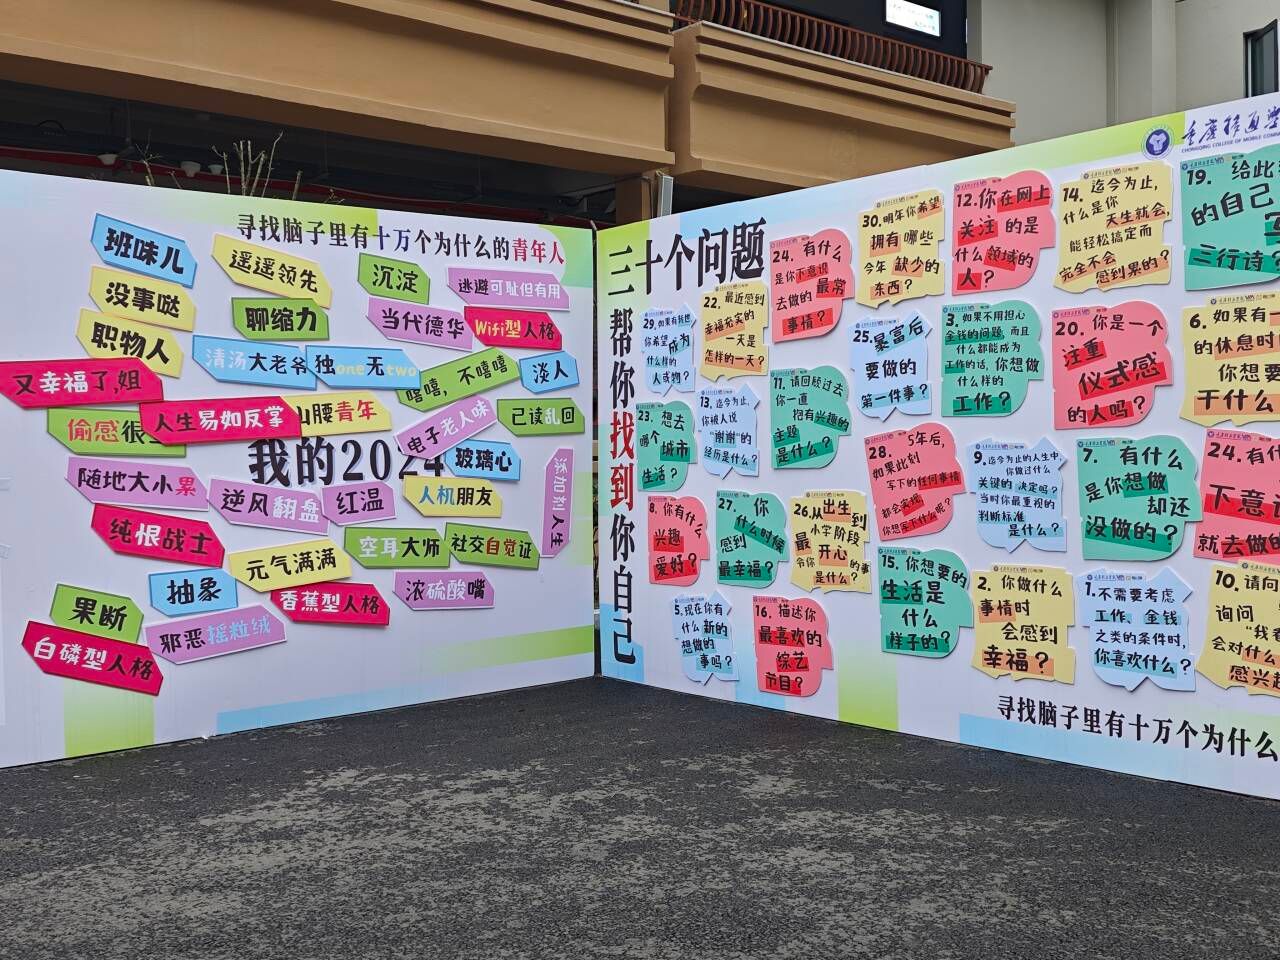 寻找脑子里有十万个为什么的青年人
班味儿
遥遥领先
沉淀
逃避可耻但有用
没事哒
聊缩力
当代德华
Wifi型人格
职物人
清汤大老爷
独one无two
嘻嘻，不嘻嘻
淡人
又幸福了,姐
偷感很
人生易如反掌
山腰青年
电子老人味
已读乱回
我的2024
玻璃心
随地大小累
逆风翻盘
红温
人机朋友
添加剂人生
纯恨战士
元气满满
空耳大师
社交自觉证
抽象
香蕉型人格
浓硫酸嘴
果断
邪恶摇粒绒
白磷型人格
三十个问题
帮你找到你自己
重庆移通学
CHONGQING COLLEGE OF MOBILE COMM
24. 有什么
是你下意识
去做的最常
事情？
30. 明年你希望
拥有哪些
今年缺少的
东西？
12.你在网上
关注的是
什么领域的
人？
14. 迄今为止,
什么是你
天生就会,
能轻松搞定而
完全不会
感到累的？
19. 给此
的自己
三行诗？
29. 如果有机
你希望成为
什么样的
人或物？
22. 最近感到
幸福充实的
一天是
怎样的一天？
25. 暴富后
要做的
第一件事？
3. 如果不用担心
金钱的问题,而且
什么都能成为
工作的话,你想做
什么样的
工作？
20. 你是一个
注重
仪式感
的人吗？
6. 如果有一
的休息时
你想要
干什么
23. 想去
哪个城市
生活？
13. 迄今为止,
你被人说
“谢谢”的
经历是什么？
11. 请回顾过去
你一直
抱有兴趣的
主题
是什么？
28. 5年后,
如果此刻
写下的任何事情
都会实现
你想写下什么呢？
9. 迄今为止的人生中,
你做过什么
关键的决定吗？
当时你最重视的
判断标准
是什么？
7. 有什么
是你想做
却还
没做的？
24.有什
下意识
就去做的
8. 你有什么
兴趣
爱好？
27. 你
什么时候
感到
最幸福？
26.从出生到
小学阶段
最开心的事
令你
是什么？
15. 你想要的
生活是
什么
样子的？
2. 你做什么
事情时
会感到
幸福？
1. 不需要考虑
工作、金钱
之类的条件时,
你喜欢什么？
10. 请向
询问
“我
会对什么
感兴趣
5. 现在你有
什么新的
想做的
事吗？
16. 描述你
最喜欢的
综艺
节目？
寻找脑子里有十万个为什么